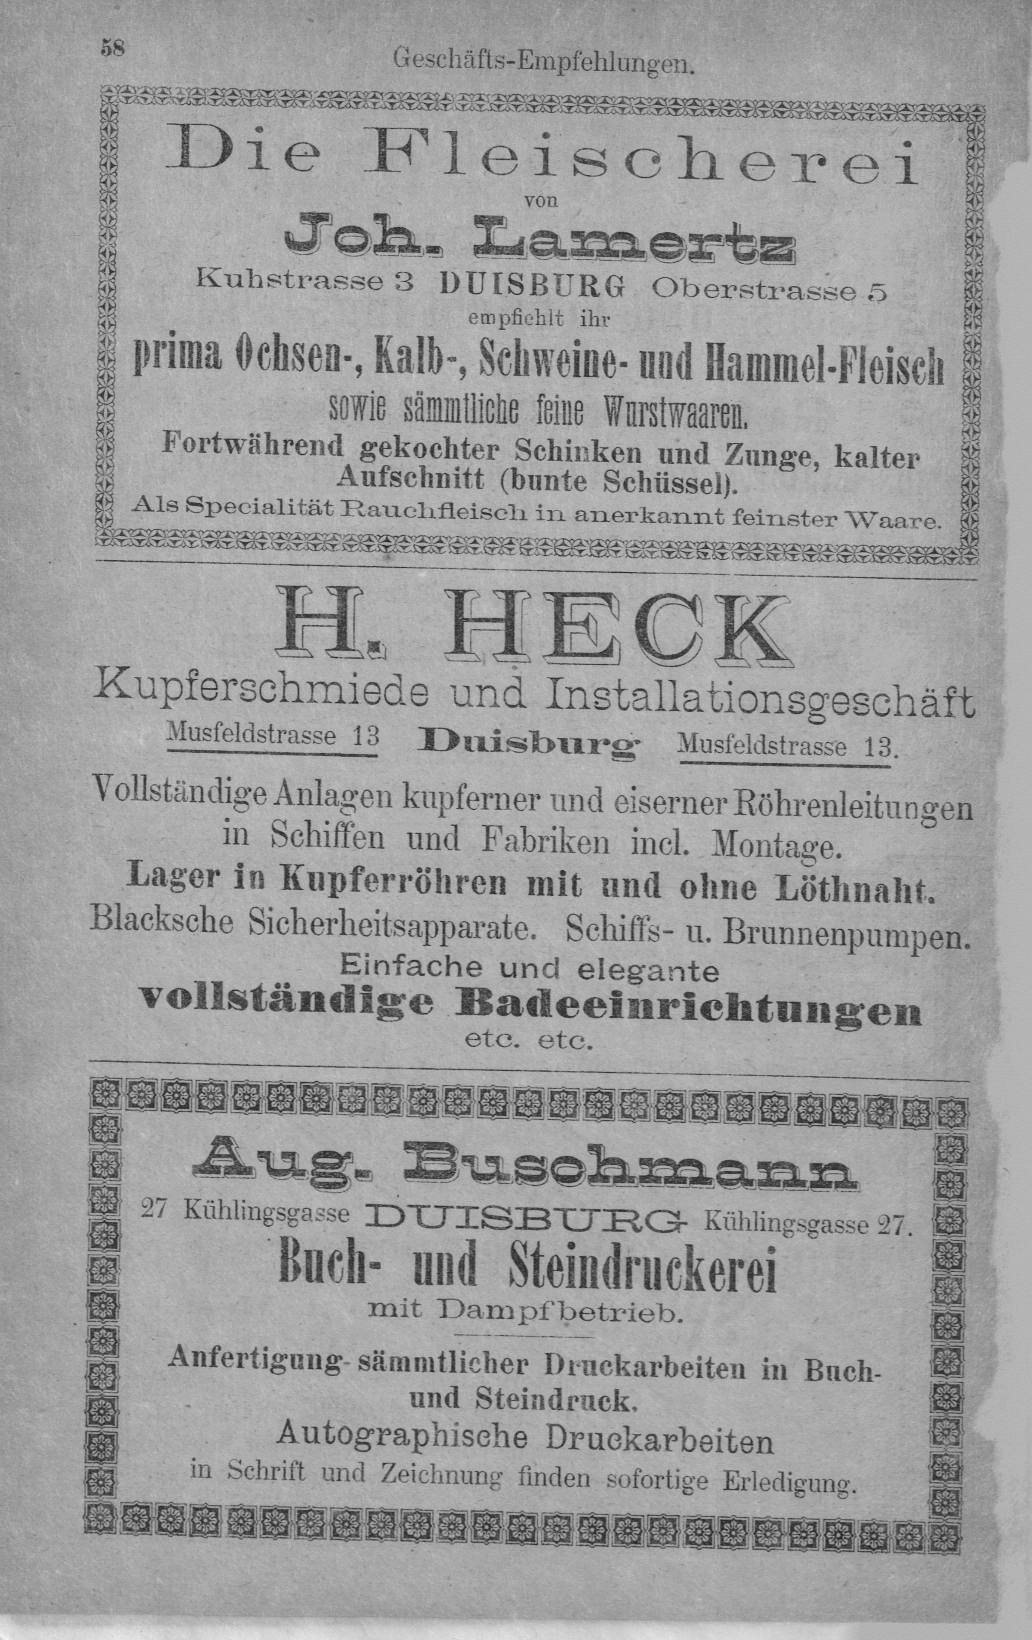 58
Geschäfts-Empfehlungen.
Die Fleischerei
von
Joh. Lamertz
Kuhstrasse 3 DUISBURG Oberstrasse 5
empfiehlt ihr
prima Ochsen-, Kalb-, Schweine- und Hammel-Fleisch
sowie sämmtliche feine Wurstwaaren.
Fortwährend gekochter Schinken und Zunge, kalter
Aufschnitt (bunte Schüssel).
Als Specialität Rauchfleisch in anerkannt feinster Waare.
H. HECK
Kupferschmiede und Installationsgeschäft
Musfeldstrasse 13 Duisburg Musfeldstrasse 13.
Vollständige Anlagen kupferner und eiserner Röhrenleitungen
in Schiffen und Fabriken incl. Montage.
Lager in Kupferröhren mit und ohne Löthnaht.
Blacksche Sicherheitsapparate. Schiffs- u. Brunnenpumpen.
Einfache und elegante
vollständige Badeeinrichtungen
etc. etc.
Aug. Buschmann
27 Kühlingsgasse DUISBURG Kühlingsgasse 27.
Buch- und Steindruckerei
mit Dampfbetrieb.
Anfertigung sämmtlicher Druckarbeiten in Buch-
und Steindruck.
Autographische Druckarbeiten
in Schrift und Zeichnung finden sofortige Erledigung.